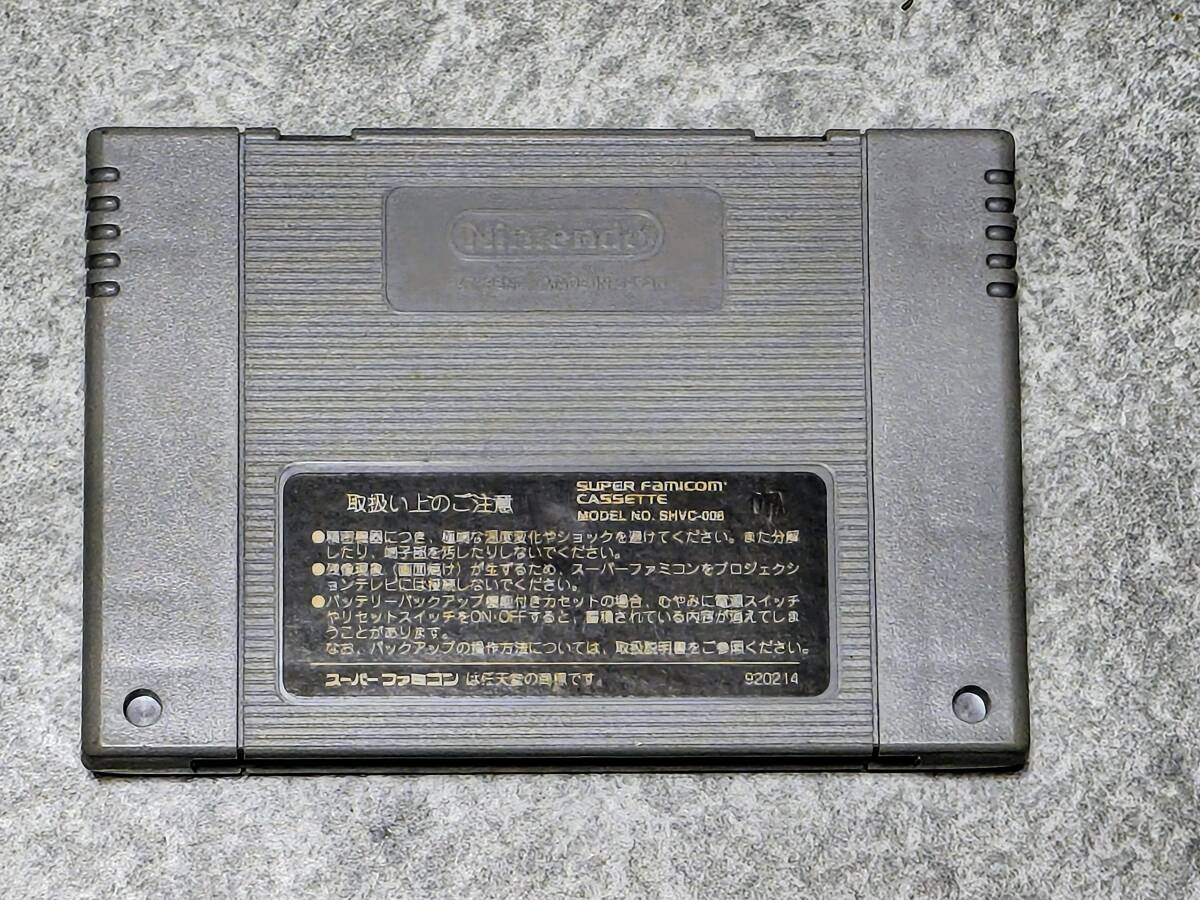 Nintendo
MADE IN JAPAN
取扱い上のご注意
SUPER FAMICOM
CASSETTE
MODEL NO. SHVC-006
●精密機器につき、極端な温度変化やショックを避けてください。また分解
したり、端子部を汚したりしないでください。
●残像現象(画面焼け)が生ずるため、スーパーファミコンをプロジェクシ
ョンテレビには接続しないでください。
●バッテリーバックアップ機能付きカセットの場合、むやみに電源スイッチ
やリセットスイッチをON・OFFすると、蓄積されている内容が消えてしま
うことがあります。
なお、バックアップの操作方法については、取扱説明書をご参照ください。
スーパーファミコン は任天堂の商標です。
920214